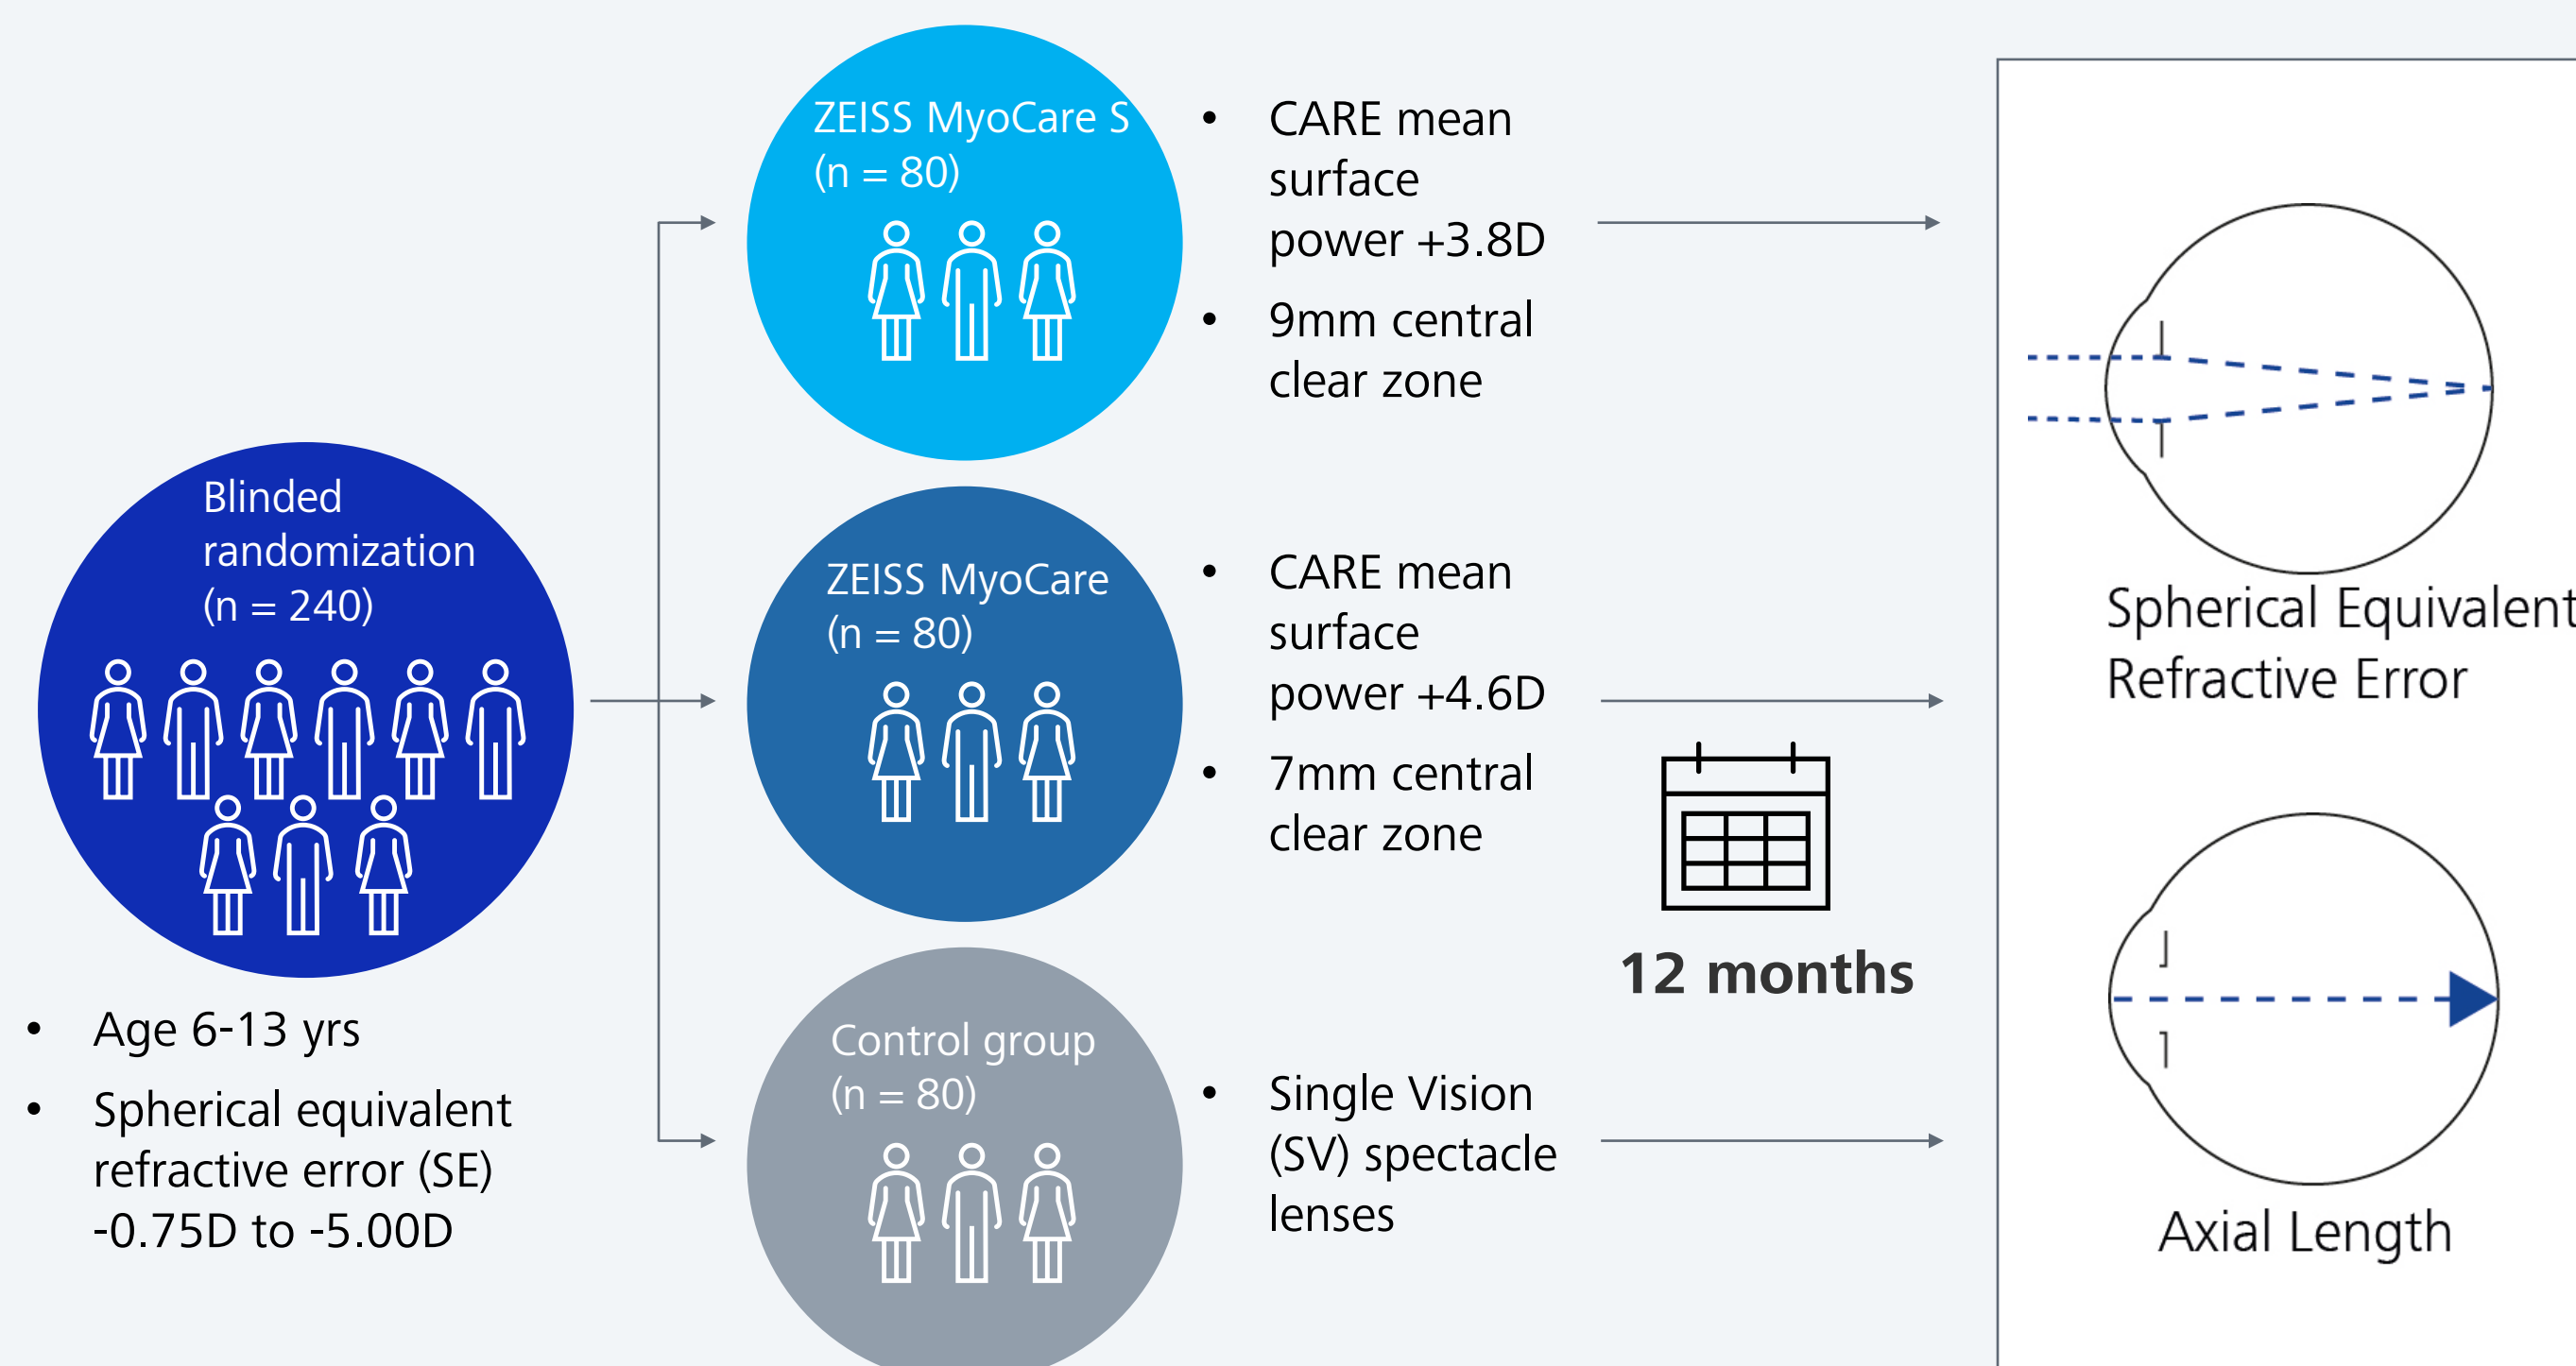 Blinded
randomization
(n = 240)
• Age 6-13 yrs
• Spherical equivalent
refractive error (SE)
-0.75D to -5.00D
ZEISS MyoCare S
(n = 80)
• CARE mean
surface
power +3.8D
• 9mm central
clear zone
ZEISS MyoCare
(n = 80)
• CARE mean
surface
power +4.6D
• 7mm central
clear zone
Control group
(n = 80)
• Single Vision
(SV) spectacle
lenses
12 months
Spherical Equivalent
Refractive Error
Axial Length